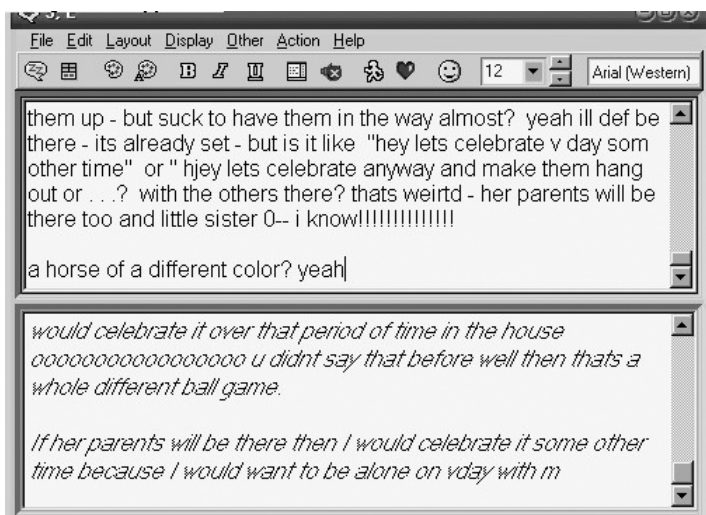 File Edit Layout Display Other Action Help
12 Arial (Western)
them up - but suck to have them in the way almost? yeah ill def be
there - its already set - but is it like "hey lets celebrate v day som
other time" or " hjey lets celebrate anyway and make them hang
out or . . .? with the others there? thats weirtd - her parents will be
there too and little sister 0-- i know!!!!!!!!!!!!!!!
a horse of a different color? yeah
would celebrate it over that period of time in the house
ooooooooooooooooo u didnt say that before well then thats a
whole different ball game.
If her parents will be there then I would celebrate it some other
time because I would want to be alone on vday with m